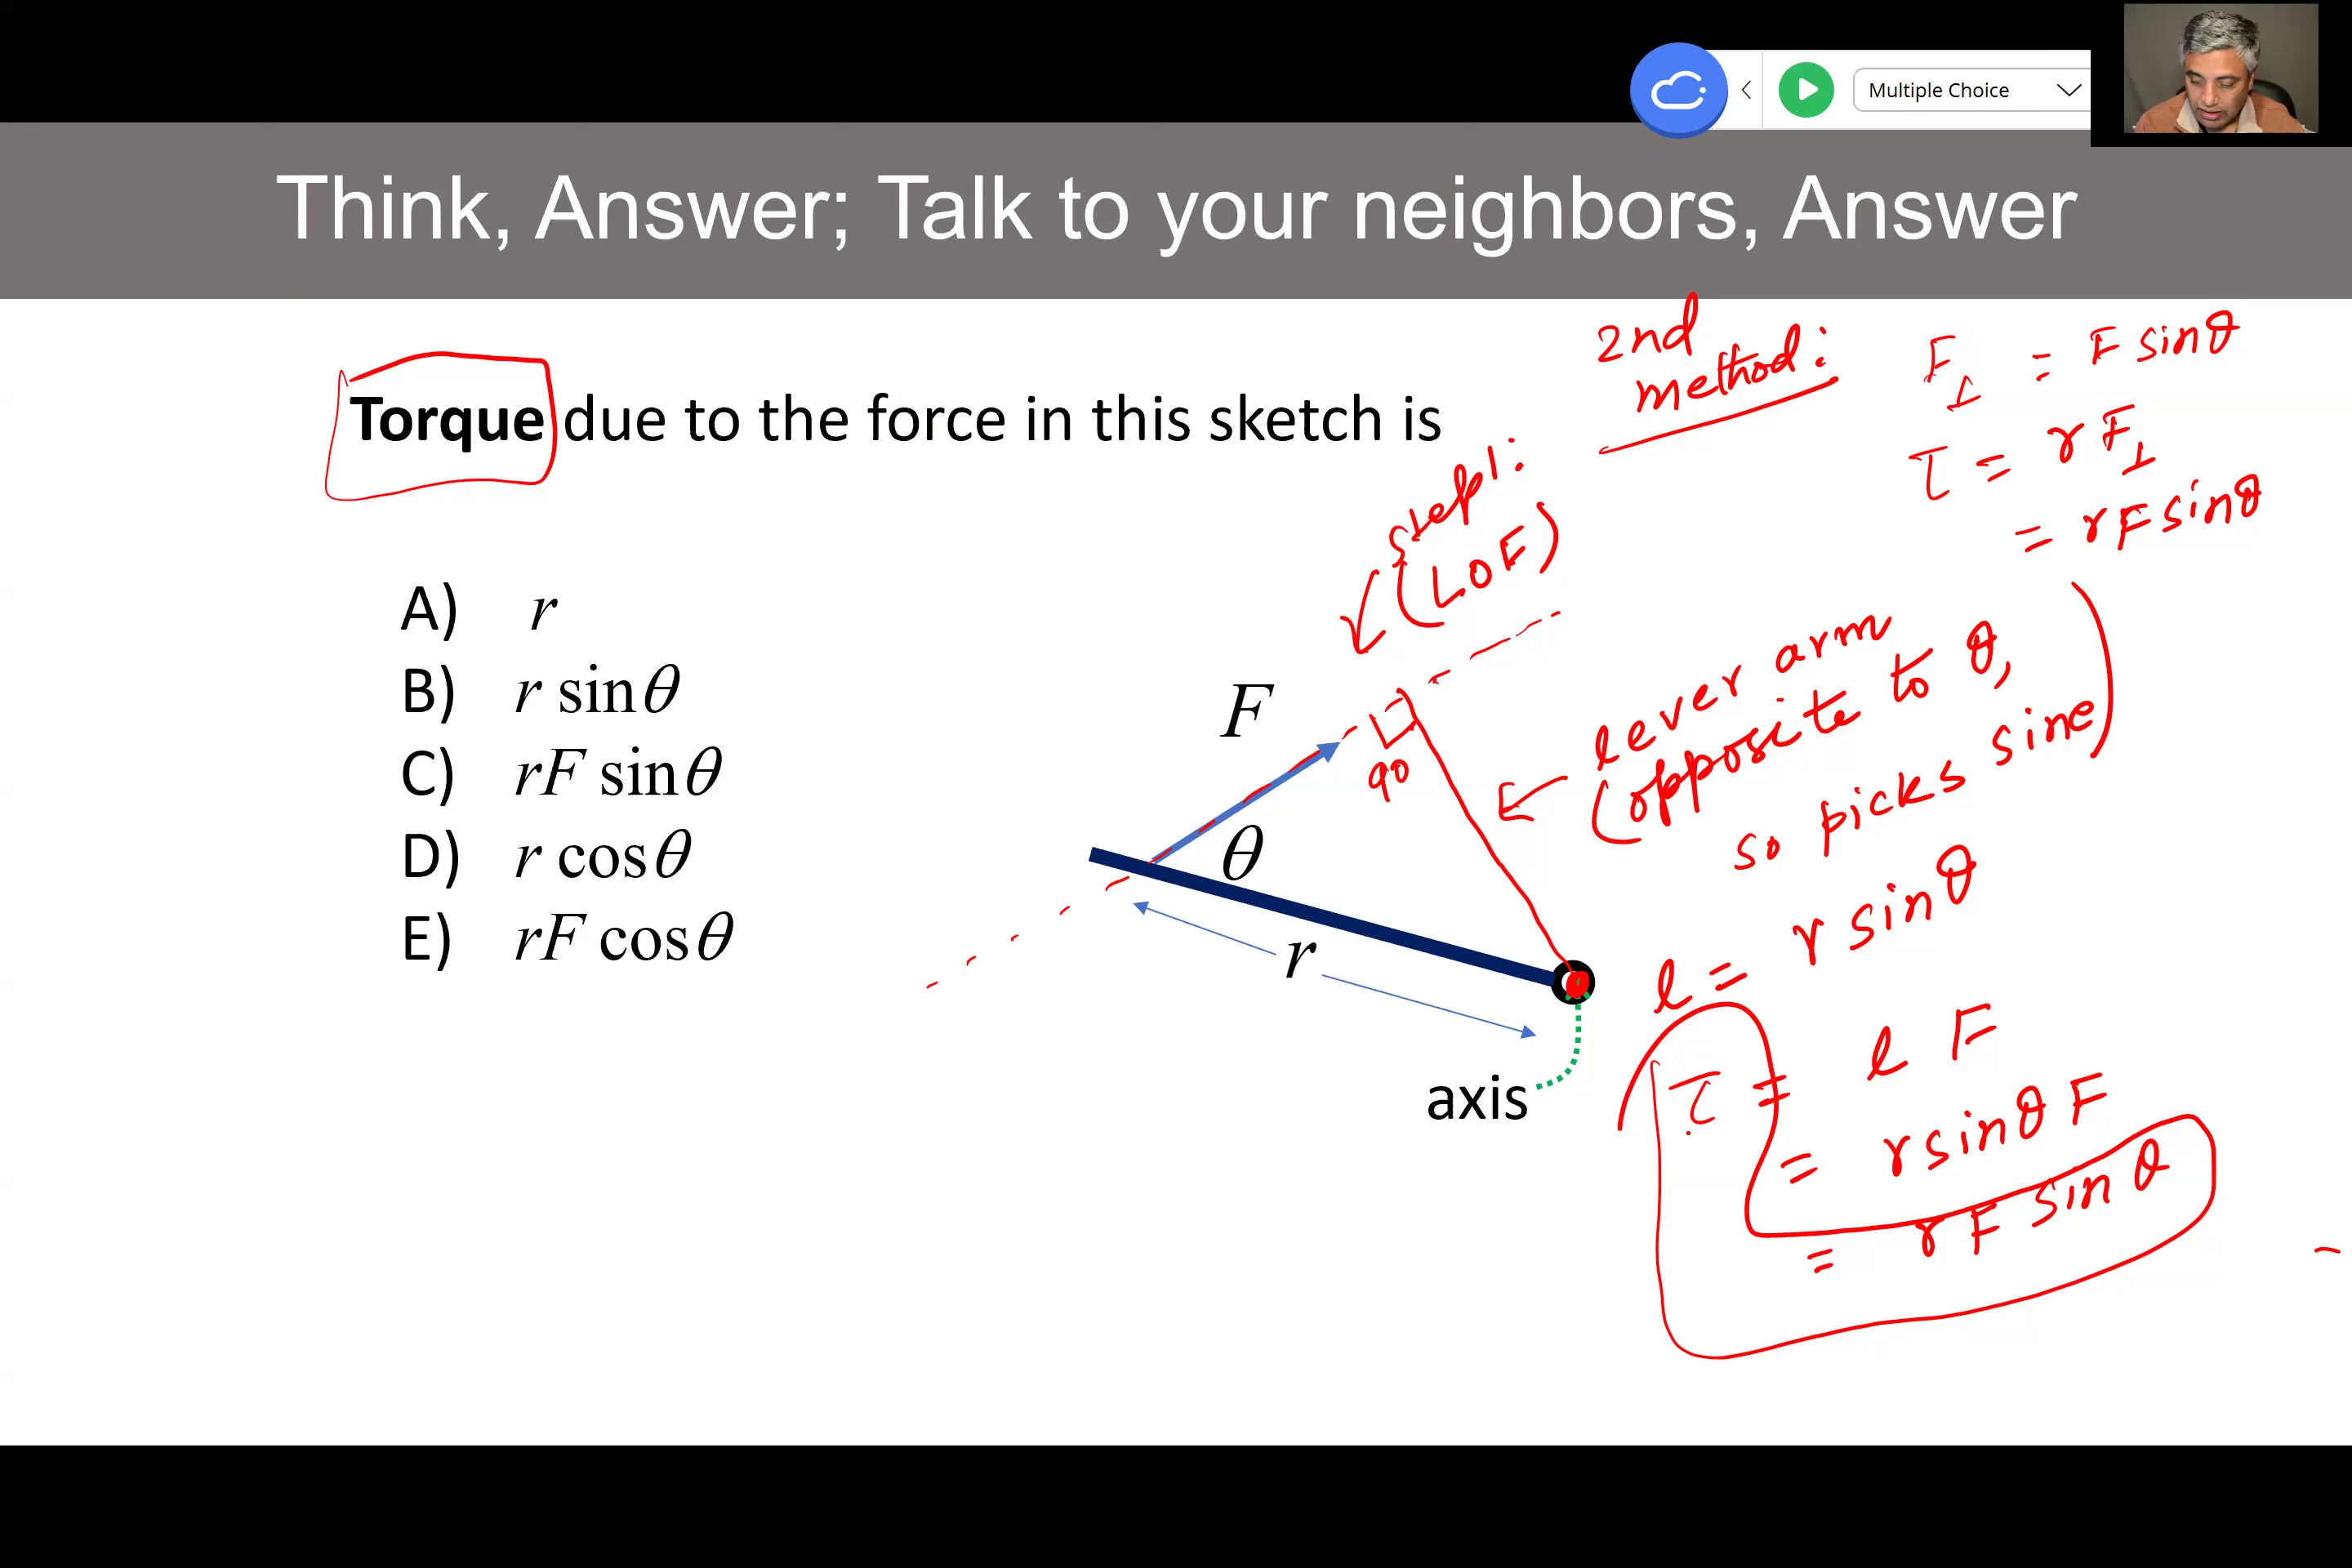 Multiple Choice
Think, Answer; Talk to your neighbors, Answer
Torque due to the force in this sketch is
A) r
B) r sinθ
C) rF sinθ
D) r cosθ
E) rF cosθ
F
θ
r
axis
90
step1:
(LOF)
2nd
method:
F⊥ = F sinθ
τ = r F⊥
= rF sinθ
lever arm
(opposite to θ,
so picks sine)
l = r sinθ
τ = l F
= r sinθ F
= r F sin θ